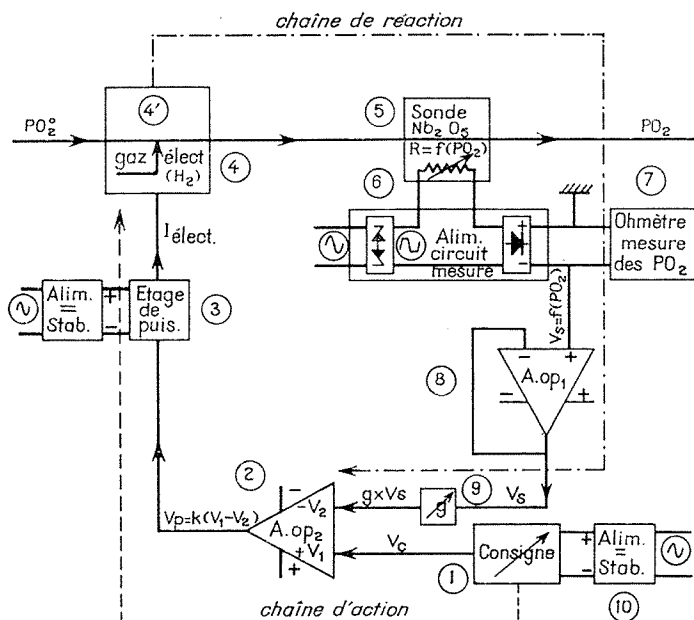 chaîne de réaction
PO₂°
4'
gaz élect
(H₂)
4
5
Sonde
Nb₂O₅
R=f(PO₂)
PO₂
6
7
Alim.
circuit
mesure
Ohmètre
mesure
des PO₂
I élect.
Alim.
=
Stab.
+
−
Etage
de
puis.
3
Vs=f(PO₂)
8
− +
A.op₁
− +
2
−
−V₂
A.op₂
+V₁
+
Vp=k(V₁−V₂)
g×Vs
g
9
Vs
Vc
1
Consigne
+
−
Alim.
=
Stab.
10
chaîne d'action